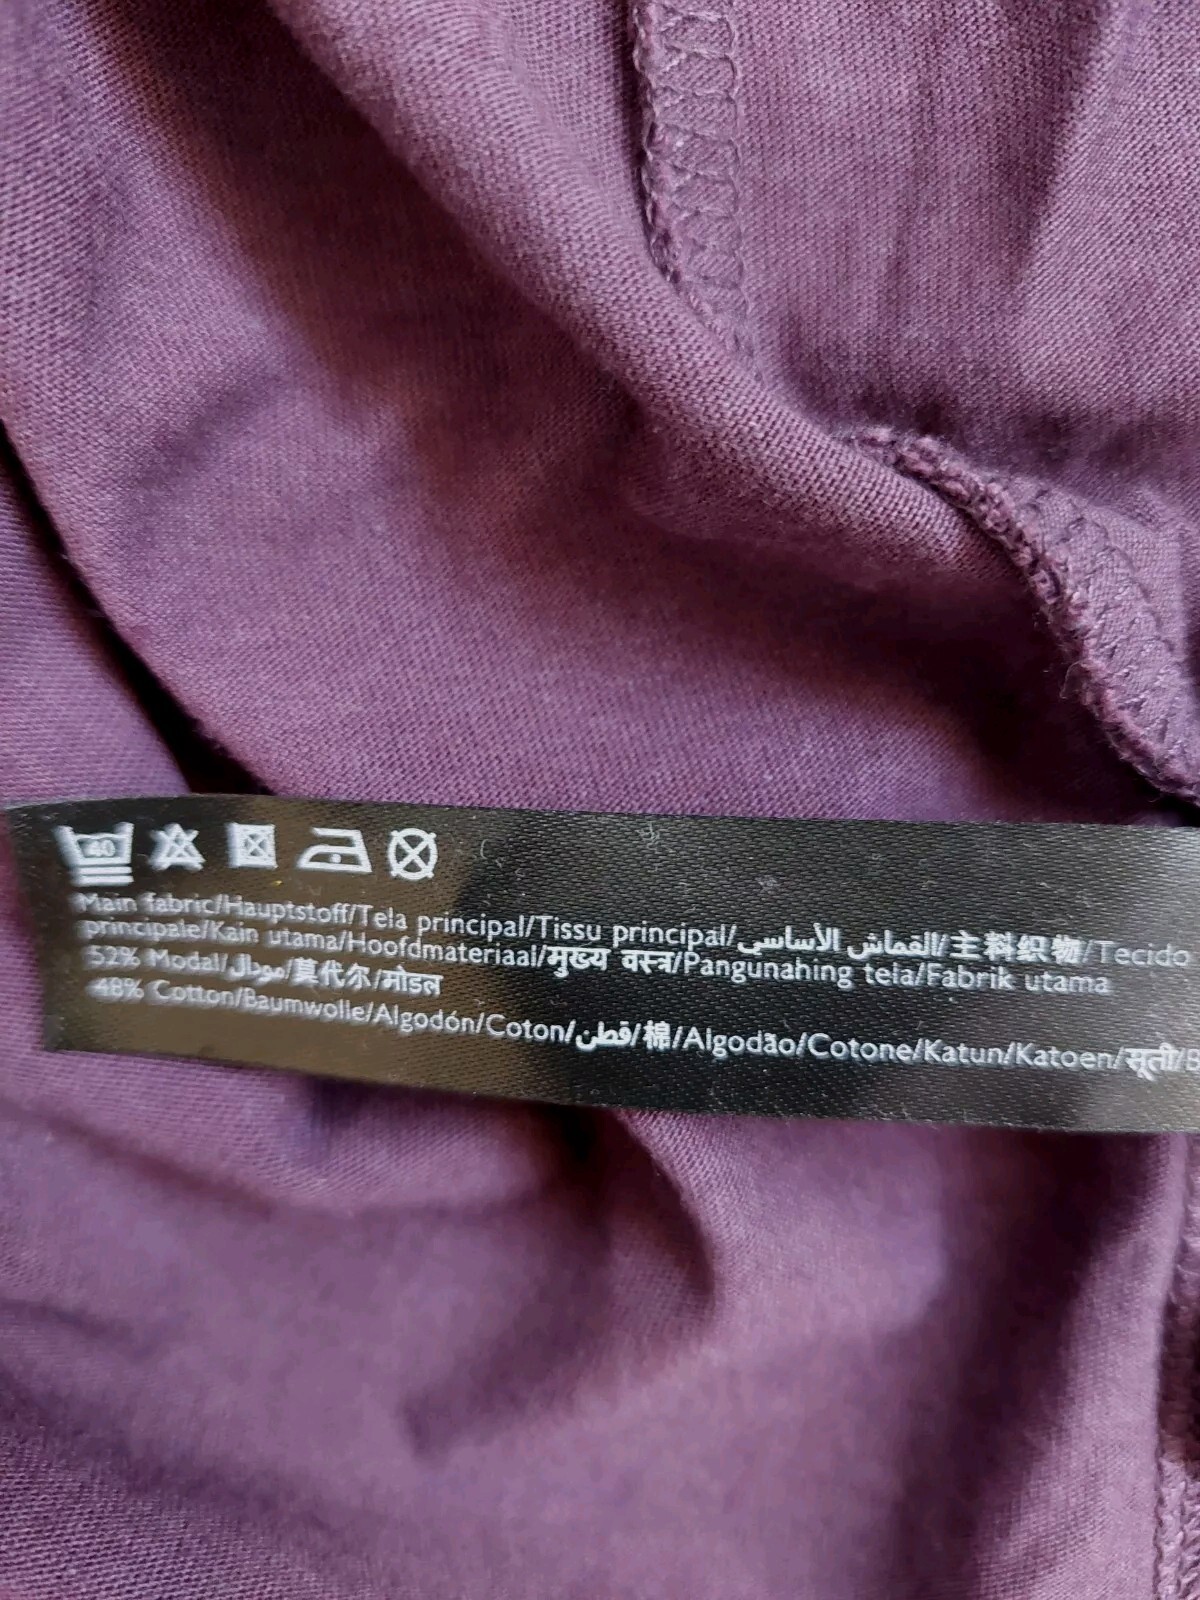 40
Main fabric/Hauptstoff/Tela principal/Tissu principal/القماش الأساسي/主料织物/Tecido
principale/Kain utama/Hoofdmateriaal/मुख्य वस्त्र/Pangunahing tela/Fabrik utama
52% Modal/مودال/莫代尔/मोडल
48% Cotton/Baumwolle/Algodón/Coton/قطن/棉/Algodão/Cotone/Katun/Katoen/सूती/B